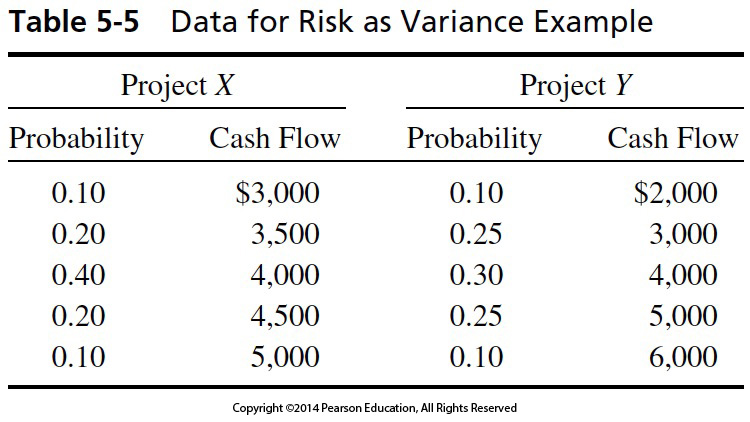 Table 5-5 Data for Risk as Variance Example
Project X Project Y
Probability Cash Flow Probability Cash Flow
0.10 $3,000 0.10 $2,000
0.20 3,500 0.25 3,000
0.40 4,000 0.30 4,000
0.20 4,500 0.25 5,000
0.10 5,000 0.10 6,000
Copyright ©2014 Pearson Education, All Rights Reserved